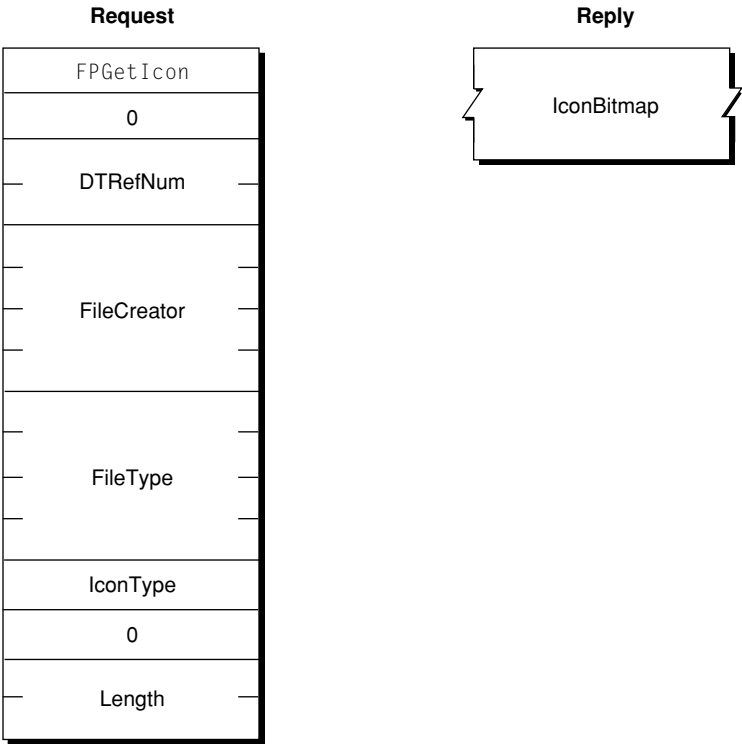 Request
FPGetIcon
0
DTRefNum
FileCreator
FileType
IconType
0
Length
Reply
IconBitmap